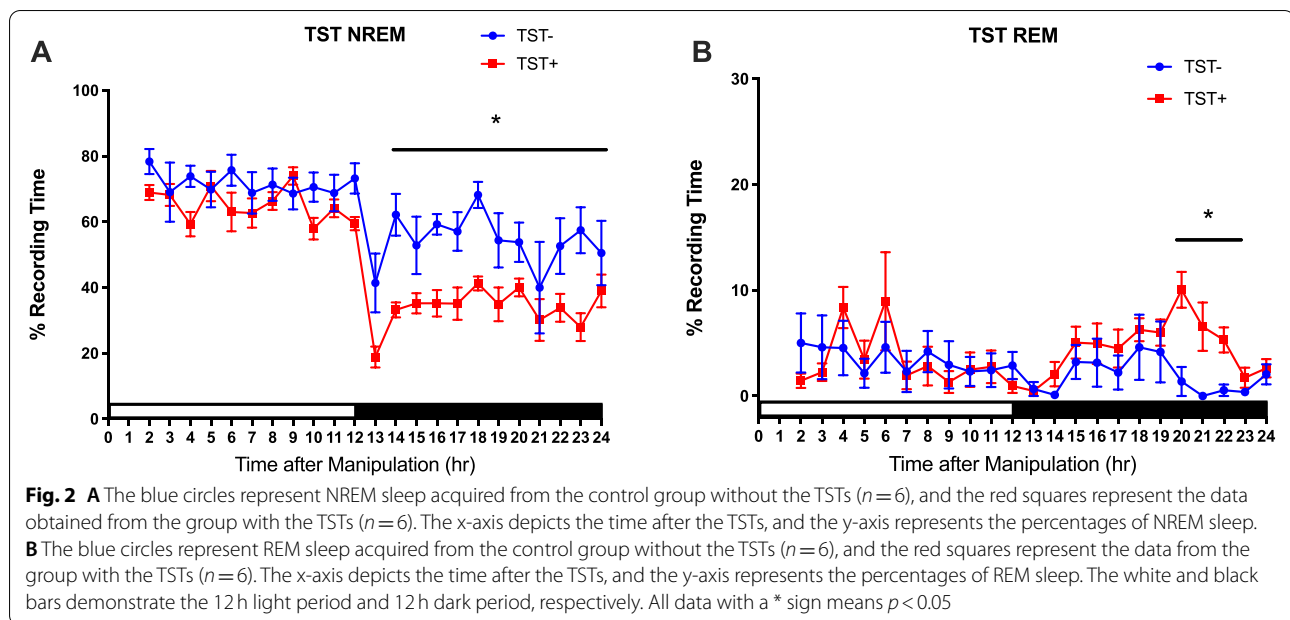 A
TST NREM
TST-
TST+
*
% Recording Time
100
80
60
40
20
0
0 1 2 3 4 5 6 7 8 9 10 11 12 13 14 15 16 17 18 19 20 21 22 23 24
Time after Manipulation (hr)
B
TST REM
TST-
TST+
*
% Recording Time
30
20
10
0
0 1 2 3 4 5 6 7 8 9 10 11 12 13 14 15 16 17 18 19 20 21 22 23 24
Time after Manipulation (hr)
Fig. 2 A The blue circles represent NREM sleep acquired from the control group without the TSTs (n = 6), and the red squares represent the data
obtained from the group with the TSTs (n = 6). The x-axis depicts the time after the TSTs, and the y-axis represents the percentages of NREM sleep.
B The blue circles represent REM sleep acquired from the control group without the TSTs (n = 6), and the red squares represent the data from the
group with the TSTs (n = 6). The x-axis depicts the time after the TSTs, and the y-axis represents the percentages of REM sleep. The white and black
bars demonstrate the 12 h light period and 12 h dark period, respectively. All data with a * sign means p < 0.05